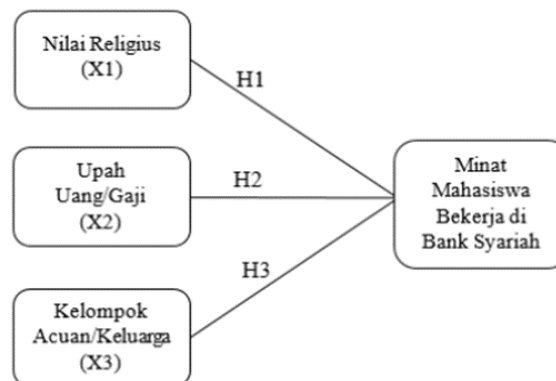 Nilai Religius
(X1)
H1
Upah
Uang/Gaji
(X2)
H2
Minat
Mahasiswa
Bekerja di
Bank Syariah
H3
Kelompok
Acuan/Keluarga
(X3)